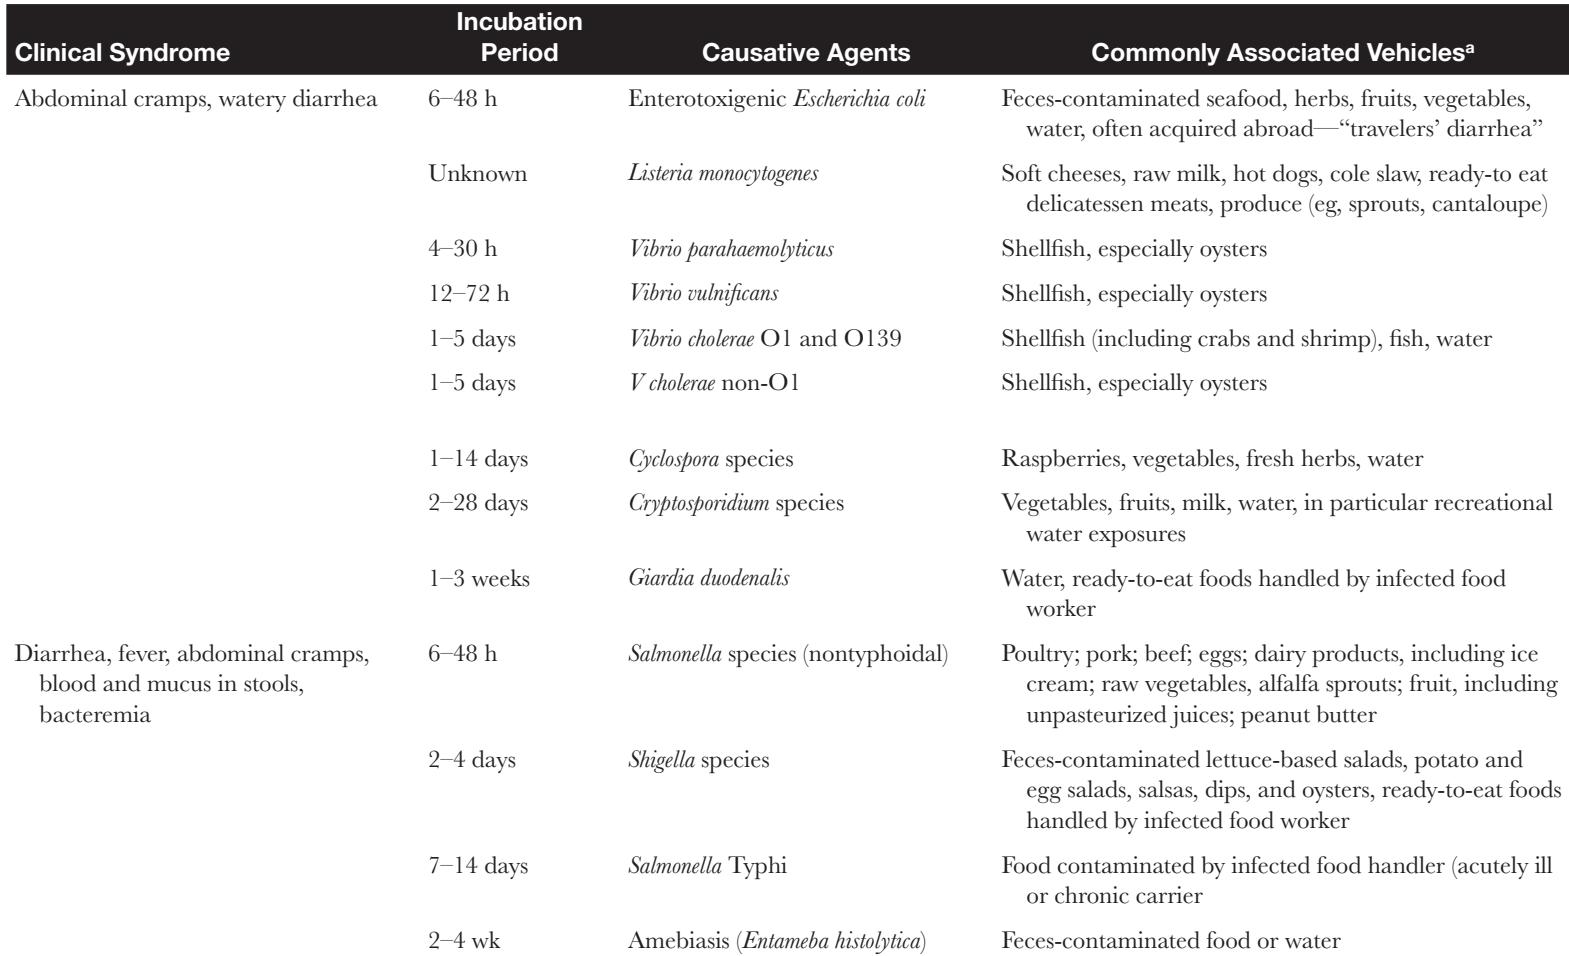 Clinical Syndrome Incubation Period Causative Agents Commonly Associated Vehiclesa
Abdominal cramps, watery diarrhea 6–48 h Enterotoxigenic Escherichia coli Feces-contaminated seafood, herbs, fruits, vegetables,
water, often acquired abroad—“travelers’ diarrhea”
Unknown Listeria monocytogenes Soft cheeses, raw milk, hot dogs, cole slaw, ready-to eat
delicatessen meats, produce (eg, sprouts, cantaloupe)
4–30 h Vibrio parahaemolyticus Shellfish, especially oysters
12–72 h Vibrio vulnificans Shellfish, especially oysters
1–5 days Vibrio cholerae O1 and O139 Shellfish (including crabs and shrimp), fish, water
1–5 days V cholerae non-O1 Shellfish, especially oysters
1–14 days Cyclospora species Raspberries, vegetables, fresh herbs, water
2–28 days Cryptosporidium species Vegetables, fruits, milk, water, in particular recreational
water exposures
1–3 weeks Giardia duodenalis Water, ready-to-eat foods handled by infected food
worker
Diarrhea, fever, abdominal cramps, 6–48 h Salmonella species (nontyphoidal) Poultry; pork; beef; eggs; dairy products, including ice
blood and mucus in stools, cream; raw vegetables, alfalfa sprouts; fruit, including
bacteremia unpasteurized juices; peanut butter
2–4 days Shigella species Feces-contaminated lettuce-based salads, potato and
egg salads, salsas, dips, and oysters, ready-to-eat foods
handled by infected food worker
7–14 days Salmonella Typhi Food contaminated by infected food handler (acutely ill
or chronic carrier
2–4 wk Amebiasis (Entameba histolytica) Feces-contaminated food or water